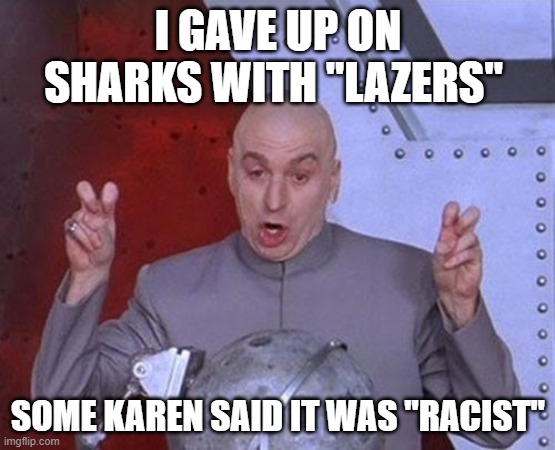 I GAVE UP ON
SHARKS WITH "LAZERS"
SOME KAREN SAID IT WAS "RACIST"
imgflip.com